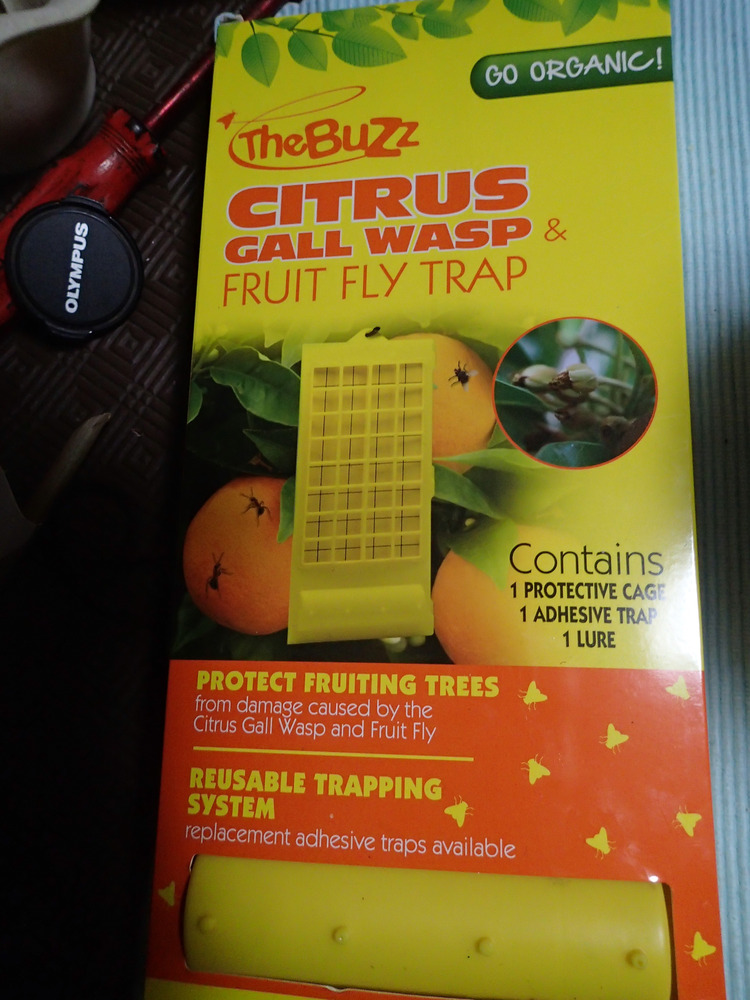 GO ORGANIC!
TheBuzz
CITRUS
GALL WASP &
FRUIT FLY TRAP
OLYMPUS
Contains
1 PROTECTIVE CAGE
1 ADHESIVE TRAP
1 LURE
PROTECT FRUITING TREES
from damage caused by the
Citrus Gall Wasp and Fruit Fly
REUSABLE TRAPPING
SYSTEM
replacement adhesive traps available